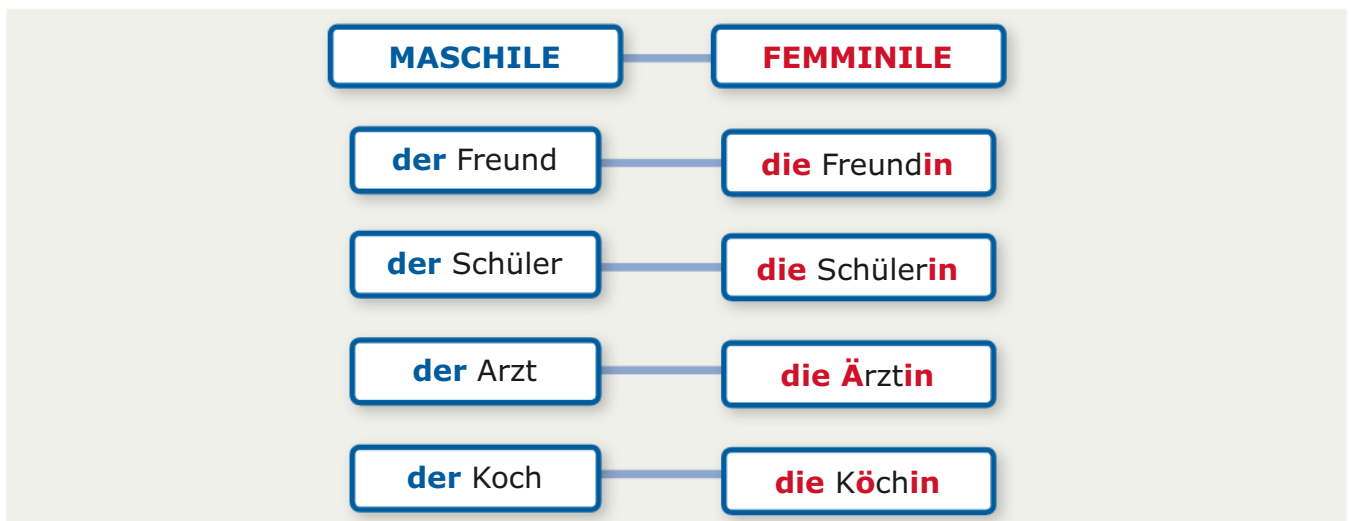 MASCHILE FEMMINILE
der Freund die Freundin
der Schüler die Schülerin
der Arzt die Ärztin
der Koch die Köchin